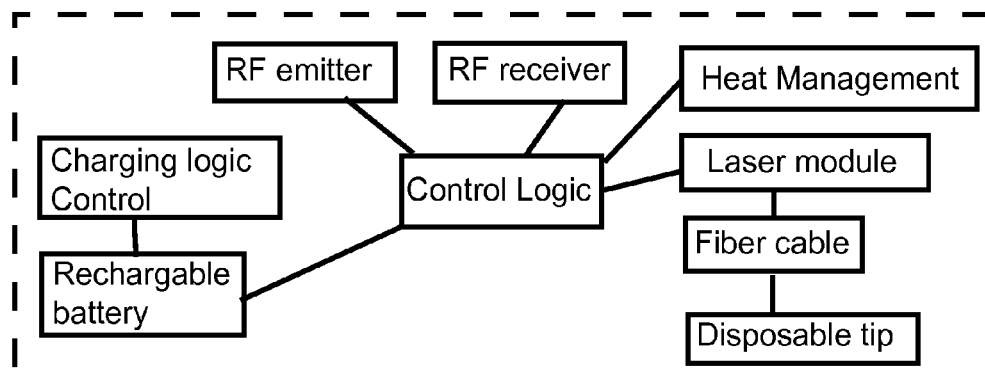 RF emitter
RF receiver
Heat Management
Charging logic
Control
Control Logic
Laser module
Fiber cable
Rechargable
battery
Disposable tip